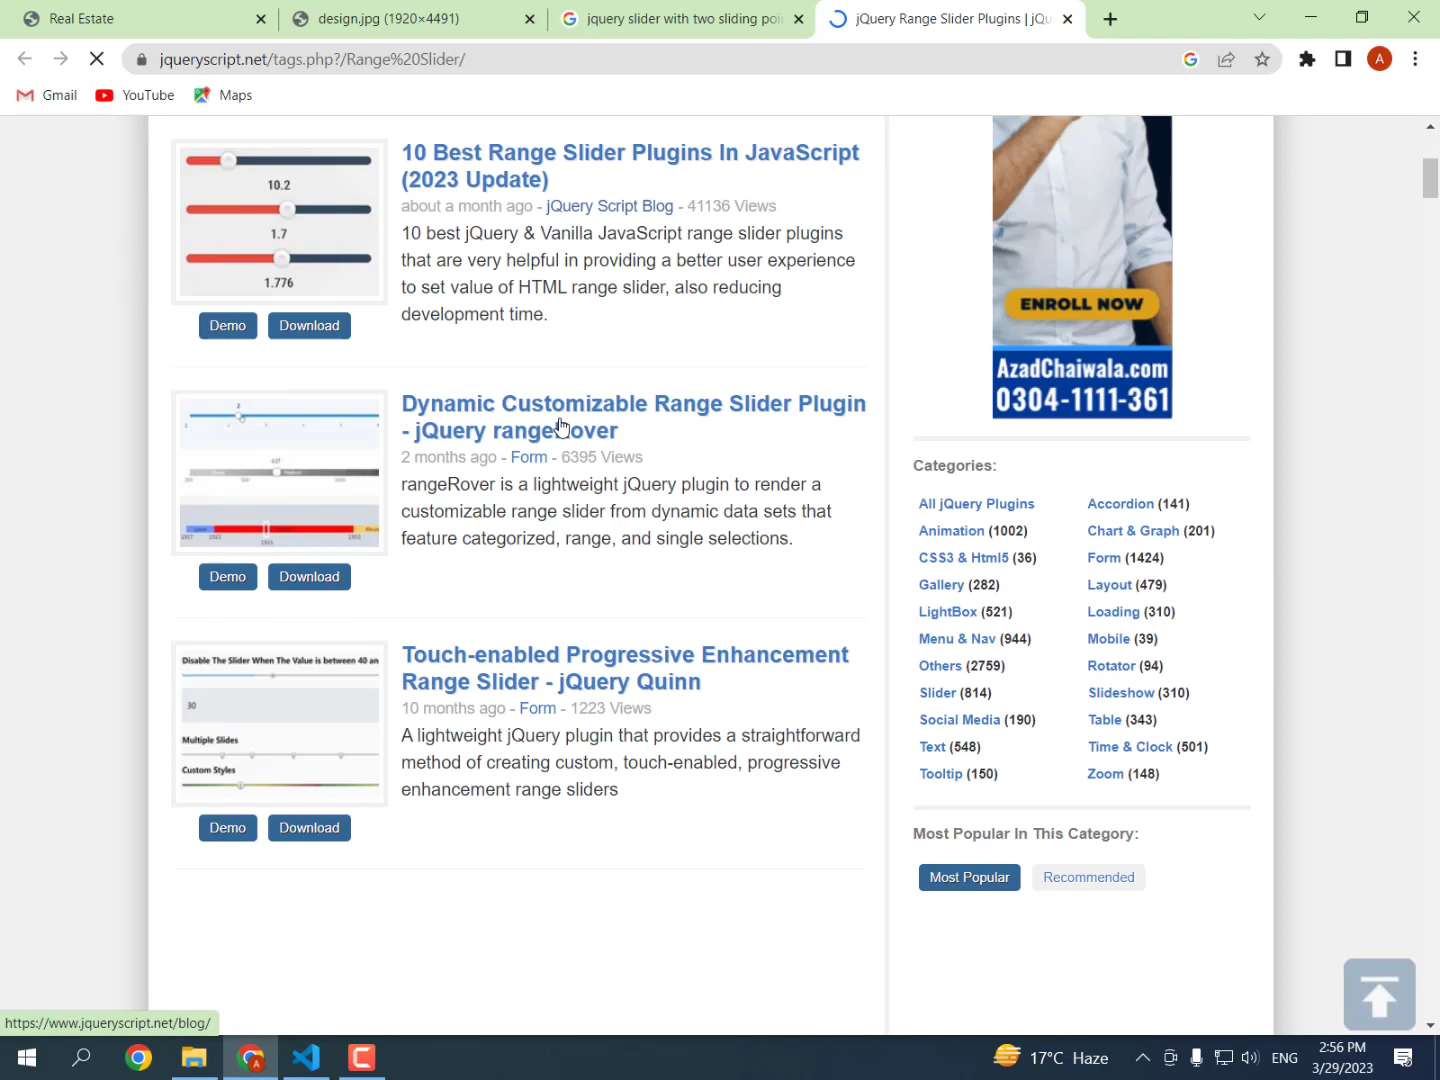 Real Estate
design.jpg (1920×4491)
jquery slider with two sliding poi
jQuery Range Slider Plugins | jQu
jqueryscript.net/tags.php?/Range%20Slider/
A
Gmail
YouTube
Maps
10.2
1.7
1.776
Demo
Download
10 Best Range Slider Plugins In JavaScript
(2023 Update)
about a month ago - jQuery Script Blog - 41136 Views
10 best jQuery & Vanilla JavaScript range slider plugins
that are very helpful in providing a better user experience
to set value of HTML range slider, also reducing
development time.
Demo
Download
Dynamic Customizable Range Slider Plugin
- jQuery rangeRover
2 months ago - Form - 6395 Views
rangeRover is a lightweight jQuery plugin to render a
customizable range slider from dynamic data sets that
feature categorized, range, and single selections.
Disable The Slider When The Value is between 40 an
30
Multiple Slides
Custom Styles
Demo
Download
Touch-enabled Progressive Enhancement
Range Slider - jQuery Quinn
10 months ago - Form - 1223 Views
A lightweight jQuery plugin that provides a straightforward
method of creating custom, touch-enabled, progressive
enhancement range sliders
ENROLL NOW
AzadChaiwala.com
0304-1111-361
Categories:
All jQuery Plugins
Accordion (141)
Animation (1002)
Chart & Graph (201)
CSS3 & Html5 (36)
Form (1424)
Gallery (282)
Layout (479)
LightBox (521)
Loading (310)
Menu & Nav (944)
Mobile (39)
Others (2759)
Rotator (94)
Slider (814)
Slideshow (310)
Social Media (190)
Table (343)
Text (548)
Time & Clock (501)
Tooltip (150)
Zoom (148)
Most Popular In This Category:
Most Popular
Recommended
https://www.jqueryscript.net/blog/
17°C Haze
ENG
2:56 PM
3/29/2023